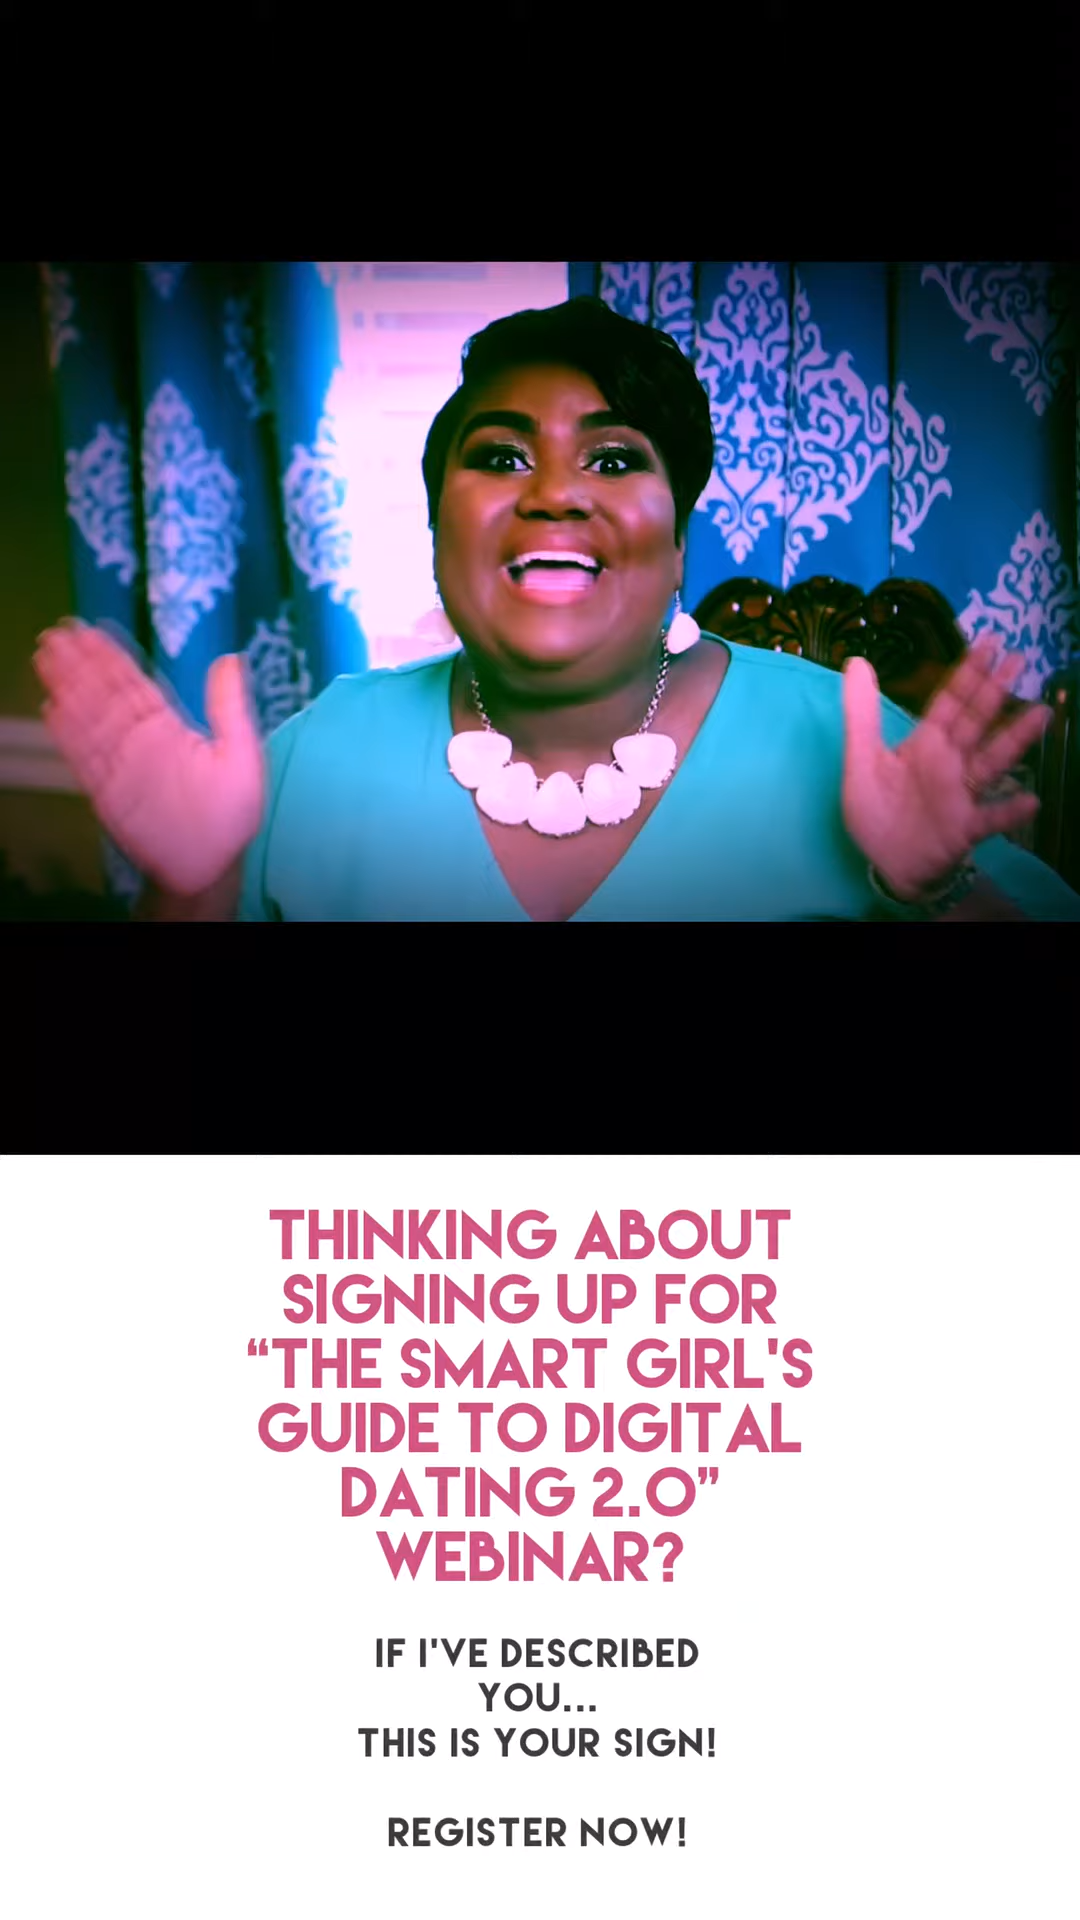 THINKING ABOUT
SIGNING UP FOR
“THE SMART GIRL'S
GUIDE TO DIGITAL
DATING 2.0”
WEBINAR?
IF I'VE DESCRIBED
YOU...
THIS IS YOUR SIGN!
REGISTER NOW!